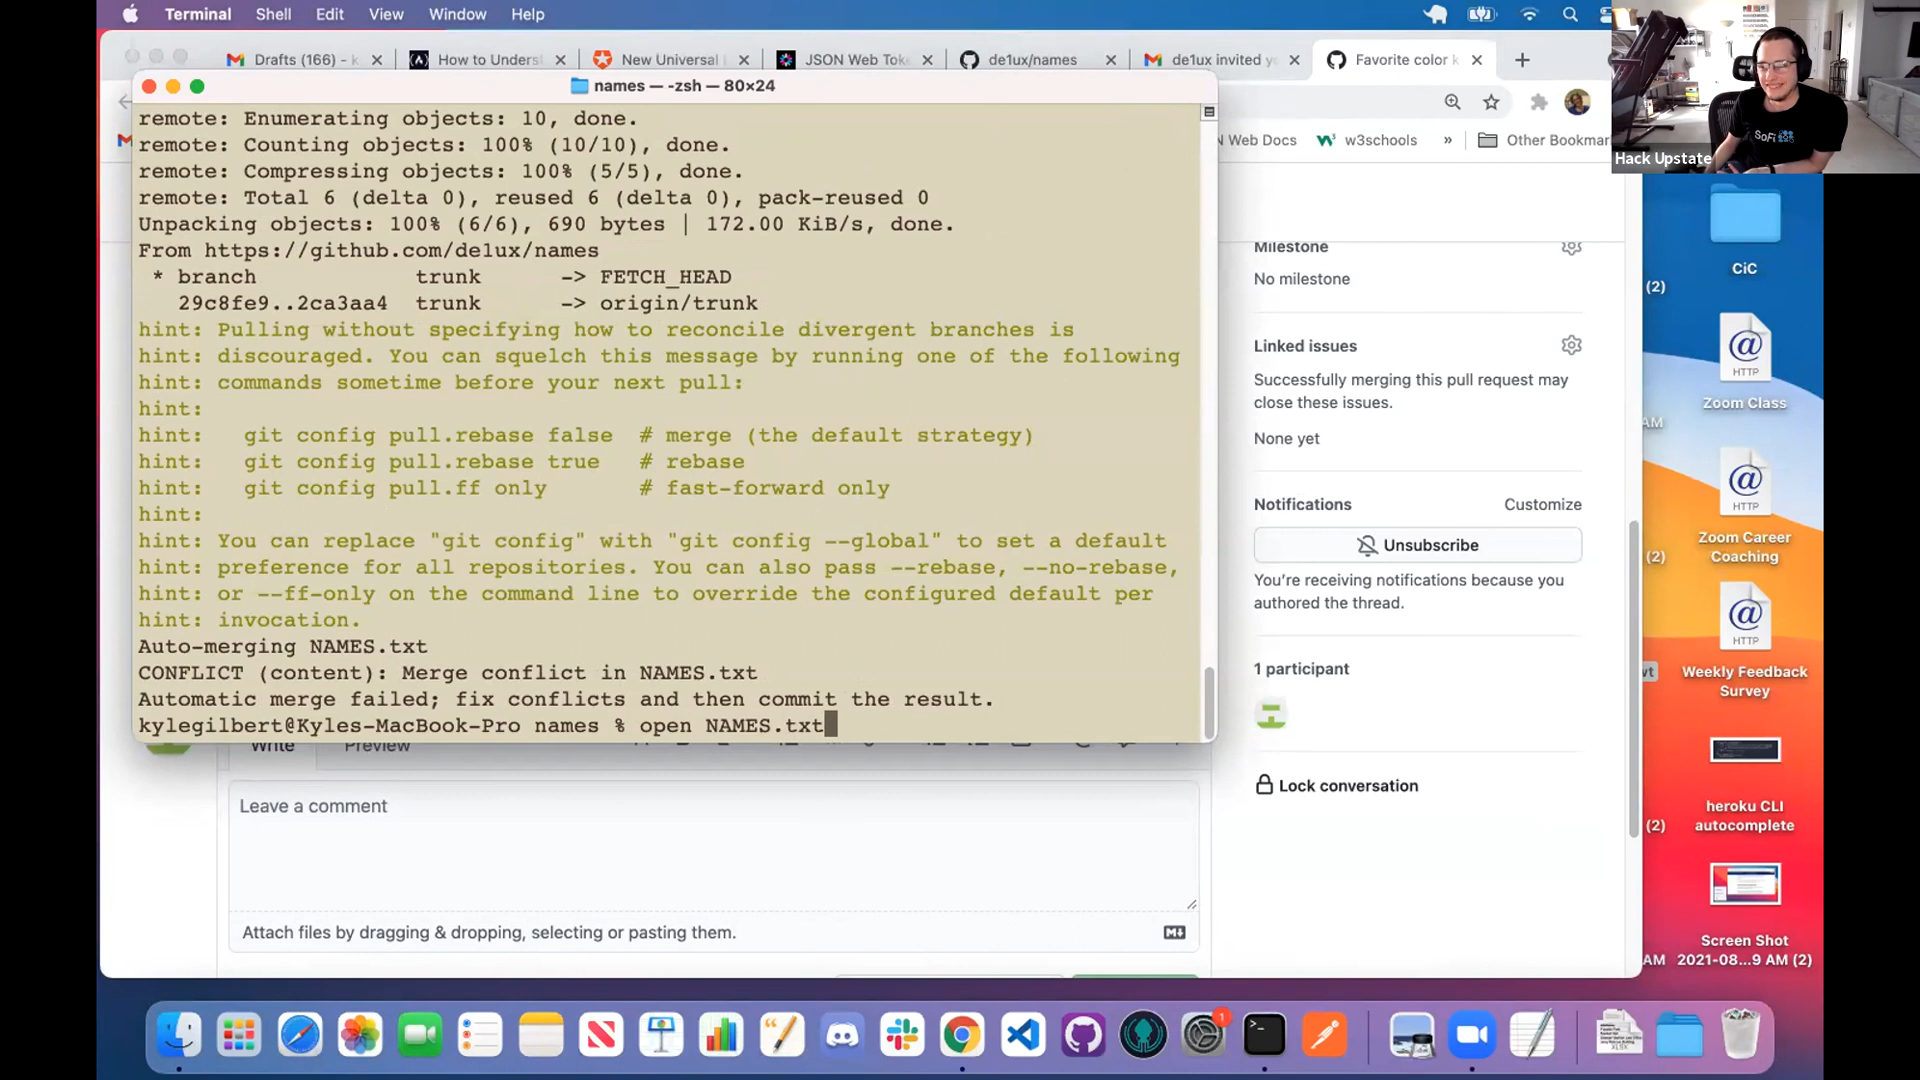 Terminal Shell Edit View Window Help
Drafts (166) - k
How to Unders
New Universal
JSON Web Tok
de1ux/names
de1ux invited yo
Favorite color k
names — -zsh — 80×24
N Web Docs
w3schools
»
Other Bookmar
SoFi
Hack Upstate
remote: Enumerating objects: 10, done.
remote: Counting objects: 100% (10/10), done.
remote: Compressing objects: 100% (5/5), done.
remote: Total 6 (delta 0), reused 6 (delta 0), pack-reused 0
Unpacking objects: 100% (6/6), 690 bytes | 172.00 KiB/s, done.
From https://github.com/de1ux/names
* branch trunk -> FETCH_HEAD
29c8fe9..2ca3aa4 trunk -> origin/trunk
hint: Pulling without specifying how to reconcile divergent branches is
hint: discouraged. You can squelch this message by running one of the following
hint: commands sometime before your next pull:
hint:
hint: git config pull.rebase false # merge (the default strategy)
hint: git config pull.rebase true # rebase
hint: git config pull.ff only # fast-forward only
hint:
hint: You can replace "git config" with "git config --global" to set a default
hint: preference for all repositories. You can also pass --rebase, --no-rebase,
hint: or --ff-only on the command line to override the configured default per
hint: invocation.
Auto-merging NAMES.txt
CONFLICT (content): Merge conflict in NAMES.txt
Automatic merge failed; fix conflicts and then commit the result.
kylegilbert@Kyles-MacBook-Pro names % open NAMES.txt
Write Preview
Leave a comment
Attach files by dragging & dropping, selecting or pasting them.
Milestone
No milestone
Linked issues
Successfully merging this pull request may
close these issues.
None yet
Notifications Customize
Unsubscribe
You're receiving notifications because you
authored the thread.
1 participant
Lock conversation
CiC
(2)
HTTP
Zoom Class
AM
HTTP
Zoom Career
Coaching
(2)
HTTP
Weekly Feedback
Survey
heroku CLI
autocomplete
(2)
Screen Shot
2021-08...9 AM (2)
AM
1
XLSX